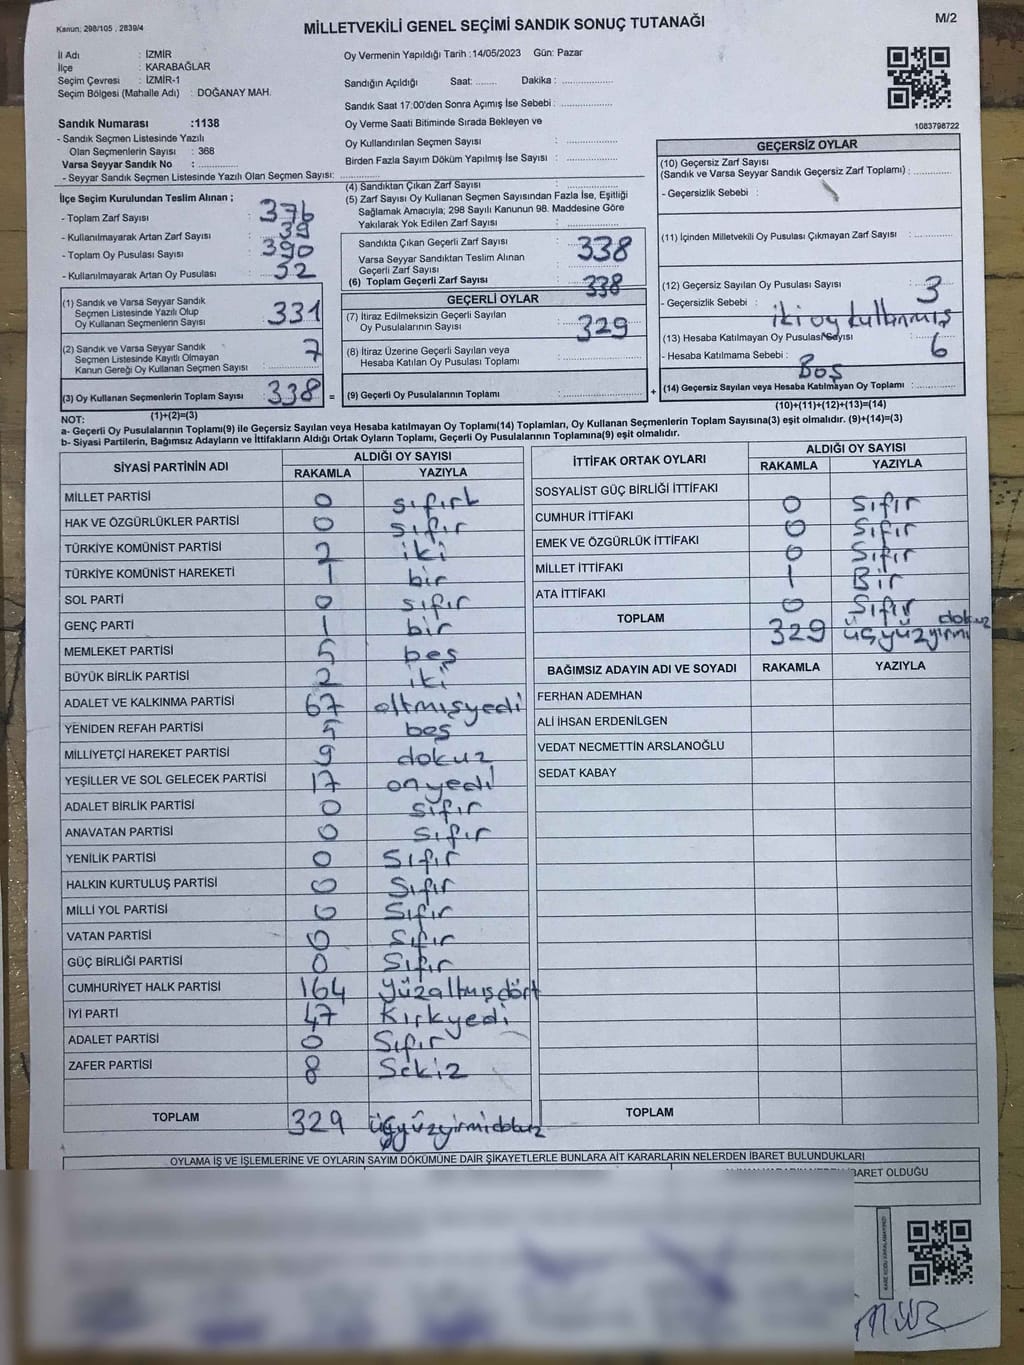 Kanun: 298/105 , 2839/4
MİLLETVEKİLİ GENEL SEÇİMİ SANDIK SONUÇ TUTANAĞI
M/2
İl Adı : İZMİR
İlçe : KARABAĞLAR
Seçim Çevresi : İZMİR-1
Seçim Bölgesi (Mahalle Adı) : DOĞANAY MAH.
Sandık Numarası :1138
- Sandık Seçmen Listesinde Yazılı
Olan Seçmenlerin Sayısı : 368
Varsa Seyyar Sandık No : ..............
- Seyyar Sandık Seçmen Listesinde Yazılı Olan Seçmen Sayısı: ..............
Oy Vermenin Yapıldığı Tarih :14/05/2023 Gün: Pazar
Sandığın Açıldığı Saat: ....... Dakika : ................
Sandık Saat 17:00'den Sonra Açımış İse Sebebi : ................
Oy Verme Saati Bitiminde Sırada Bekleyen ve
Oy Kullandırılan Seçmen Sayısı : ................
Birden Fazla Sayım Döküm Yapılmış İse Sayısı : ................
1083798722
İlçe Seçim Kurulundan Teslim Alınan ;
- Toplam Zarf Sayısı : 376
- Kullanılmayarak Artan Zarf Sayısı : 39
- Toplam Oy Pusulası Sayısı : 390
- Kullanılmayarak Artan Oy Pusulası : 52
(1) Sandık ve Varsa Seyyar Sandık
Seçmen Listesinde Yazılı Olup
Oy Kullanan Seçmenlerin Sayısı : 331
(2) Sandık ve Varsa Seyyar Sandık
Seçmen Listesinde Kayıtlı Olmayan
Kanun Gereği Oy Kullanan Seçmen Sayısı : 7
(3) Oy Kullanan Seçmenlerin Toplam Sayısı : 338 =
(1)+(2)=(3)
(4) Sandıktan Çıkan Zarf Sayısı : ................
(5) Zarf Sayısı Oy Kullanan Seçmen Sayısından Fazla İse, Eşitliği
Sağlamak Amacıyla; 298 Sayılı Kanunun 98. Maddesine Göre
Yakılarak Yok Edilen Zarf Sayısı : ................
Sandıkta Çıkan Geçerli Zarf Sayısı : 338
Varsa Seyyar Sandıktan Teslim Alınan
Geçerli Zarf Sayısı :
(6) Toplam Geçerli Zarf Sayısı : 338
GEÇERLİ OYLAR
(7) İtiraz Edilmeksizin Geçerli Sayılan
Oy Pusulalarının Sayısı : 329
(8) İtiraz Üzerine Geçerli Sayılan veya
Hesaba Katılan Oy Pusulası Toplamı : ................
(9) Geçerli Oy Pusulalarının Toplamı : ................ +
GEÇERSİZ OYLAR
(10) Geçersiz Zarf Sayısı
(Sandık ve Varsa Seyyar Sandık Geçersiz Zarf Toplamı) : ............
- Geçersizlik Sebebi :
(11) İçinden Milletvekili Oy Pusulası Çıkmayan Zarf Sayısı : ............
(12) Geçersiz Sayılan Oy Pusulası Sayısı : 3
- Geçersizlik Sebebi : iki oy kullanmış
(13) Hesaba Katılmayan Oy Pusulası Sayısı : 6
- Hesaba Katılmama Sebebi : Boş
(14) Geçersiz Sayılan veya Hesaba Katılmayan Oy Toplamı : ............
(10)+(11)+(12)+(13)=(14)
NOT:
a- Geçerli Oy Pusulalarının Toplamı(9) ile Geçersiz Sayılan veya Hesaba katılmayan Oy Toplamı(14) Toplamları, Oy Kullanan Seçmenlerin Toplam Sayısına(3) eşit olmalıdır. (9)+(14)=(3)
b- Siyasi Partilerin, Bağımsız Adayların ve İttifakların Aldığı Ortak Oyların Toplamı, Geçerli Oy Pusulalarının Toplamına(9) eşit olmalıdır.
SİYASİ PARTİNİN ADI
ALDIĞI OY SAYISI
RAKAMLA YAZIYLA
MİLLET PARTİSİ 0 sıfır
HAK VE ÖZGÜRLÜKLER PARTİSİ 0 sıfır
TÜRKİYE KOMÜNİST PARTİSİ 2 iki
TÜRKİYE KOMÜNİST HAREKETİ 1 bir
SOL PARTİ 0 sıfır
GENÇ PARTİ 1 bir
MEMLEKET PARTİSİ 5 beş
BÜYÜK BİRLİK PARTİSİ 2 iki
ADALET VE KALKINMA PARTİSİ 67 altmışyedi
YENİDEN REFAH PARTİSİ 5 beş
MİLLİYETÇİ HAREKET PARTİSİ 9 dokuz
YEŞİLLER VE SOL GELECEK PARTİSİ 17 onyedi
ADALET BİRLİK PARTİSİ 0 sıfır
ANAVATAN PARTİSİ 0 sıfır
YENİLİK PARTİSİ 0 Sıfır
HALKIN KURTULUŞ PARTİSİ 0 Sıfır
MİLLİ YOL PARTİSİ 0 Sıfır
VATAN PARTİSİ 0 Sıfır
GÜÇ BİRLİĞİ PARTİSİ 0 Sıfır
CUMHURİYET HALK PARTİSİ 164 Yüzaltmışdört
İYİ PARTİ 47 Kırkyedi
ADALET PARTİSİ 0 Sıfır
ZAFER PARTİSİ 8 Sekiz
TOPLAM 329 üçyüzyirmidokuz
İTTİFAK ORTAK OYLARI
ALDIĞI OY SAYISI
RAKAMLA YAZIYLA
SOSYALİST GÜÇ BİRLİĞİ İTTİFAKI 0 Sıfır
CUMHUR İTTİFAKI 0 Sıfır
EMEK VE ÖZGÜRLÜK İTTİFAKI 0 Sıfır
MİLLET İTTİFAKI 1 Bir
ATA İTTİFAKI 0 Sıfır
TOPLAM 329 üçyüzyirmi dokuz
BAĞIMSIZ ADAYIN ADI VE SOYADI RAKAMLA YAZIYLA
FERHAN ADEMHAN
ALİ İHSAN ERDENİLGEN
VEDAT NECMETTİN ARSLANOĞLU
SEDAT KABAY
TOPLAM
OYLAMA İŞ VE İŞLEMLERİNE VE OYLARIN SAYIM DÖKÜMÜNE DAİR ŞİKAYETLERLE BUNLARA AİT KARARLARIN NELERDEN İBARET BULUNDUKLARI
İBARET OLDUĞU